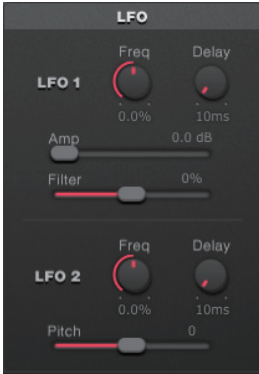 LFO
Freq Delay
LFO 1
0.0% 10ms
Amp 0.0 dB
Filter 0%
Freq Delay
LFO 2
0.0% 10ms
Pitch 0